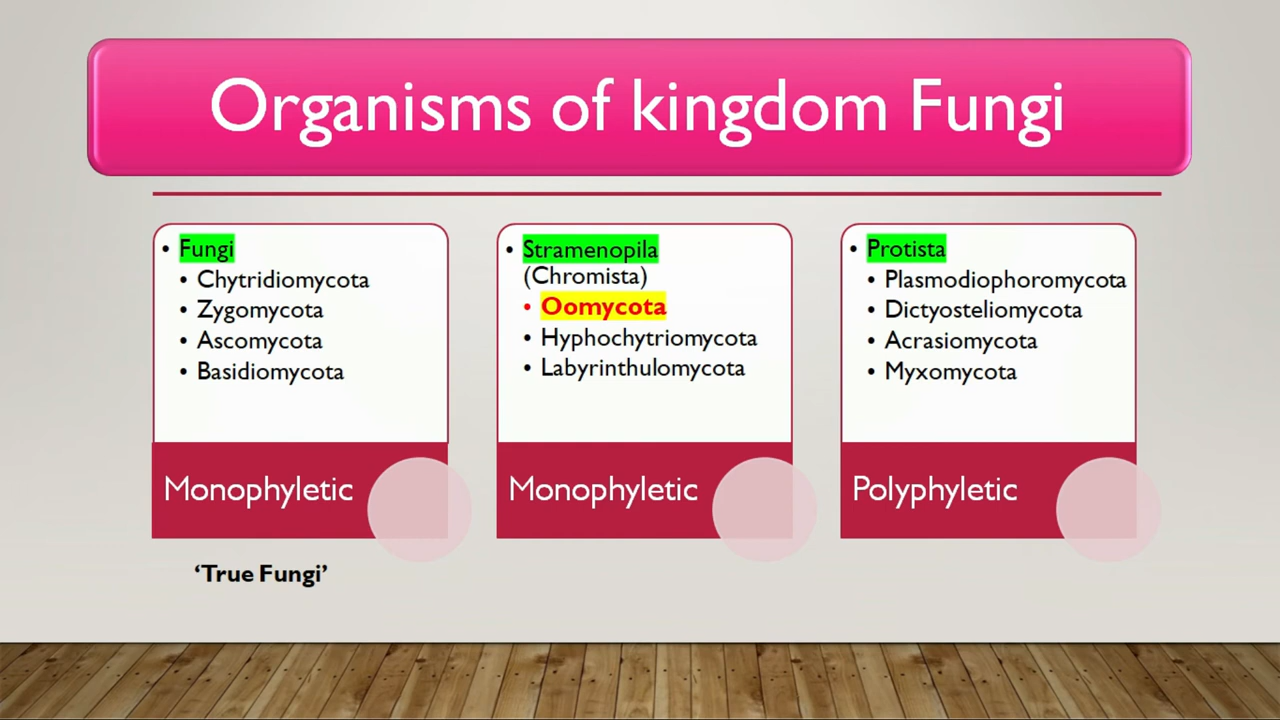 Organisms of kingdom Fungi
• Fungi
• Chytridiomycota
• Zygomycota
• Ascomycota
• Basidiomycota
Monophyletic
'True Fungi'
• Stramenopila
(Chromista)
• Oomycota
• Hyphochytriomycota
• Labyrinthulomycota
Monophyletic
• Protista
• Plasmodiophoromycota
• Dictyosteliomycota
• Acrasiomycota
• Myxomycota
Polyphyletic